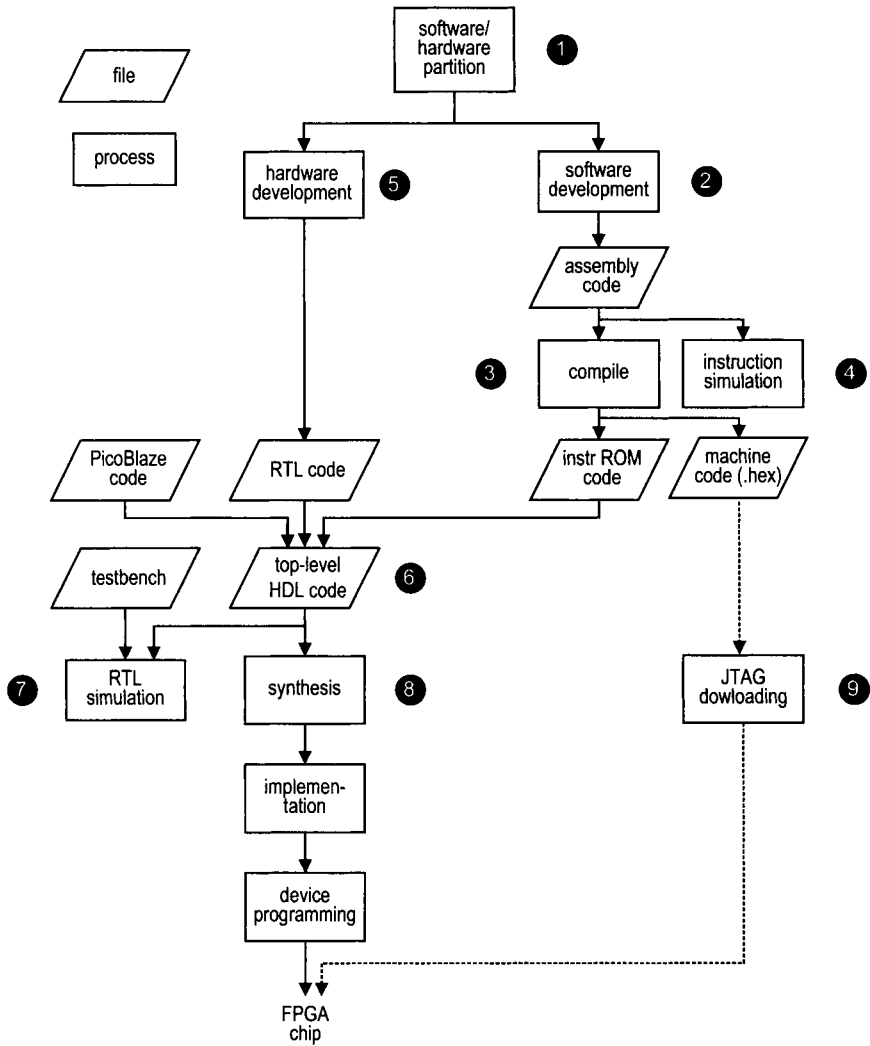 software/
hardware
partition
1
file
process
hardware
development
5
software
development
2
assembly
code
3
compile
instruction
simulation
4
PicoBlaze
code
RTL code
instr ROM
code
machine
code (.hex)
testbench
top-level
HDL code
6
7
RTL
simulation
synthesis
8
JTAG
dowloading
9
implemen-
tation
device
programming
FPGA
chip